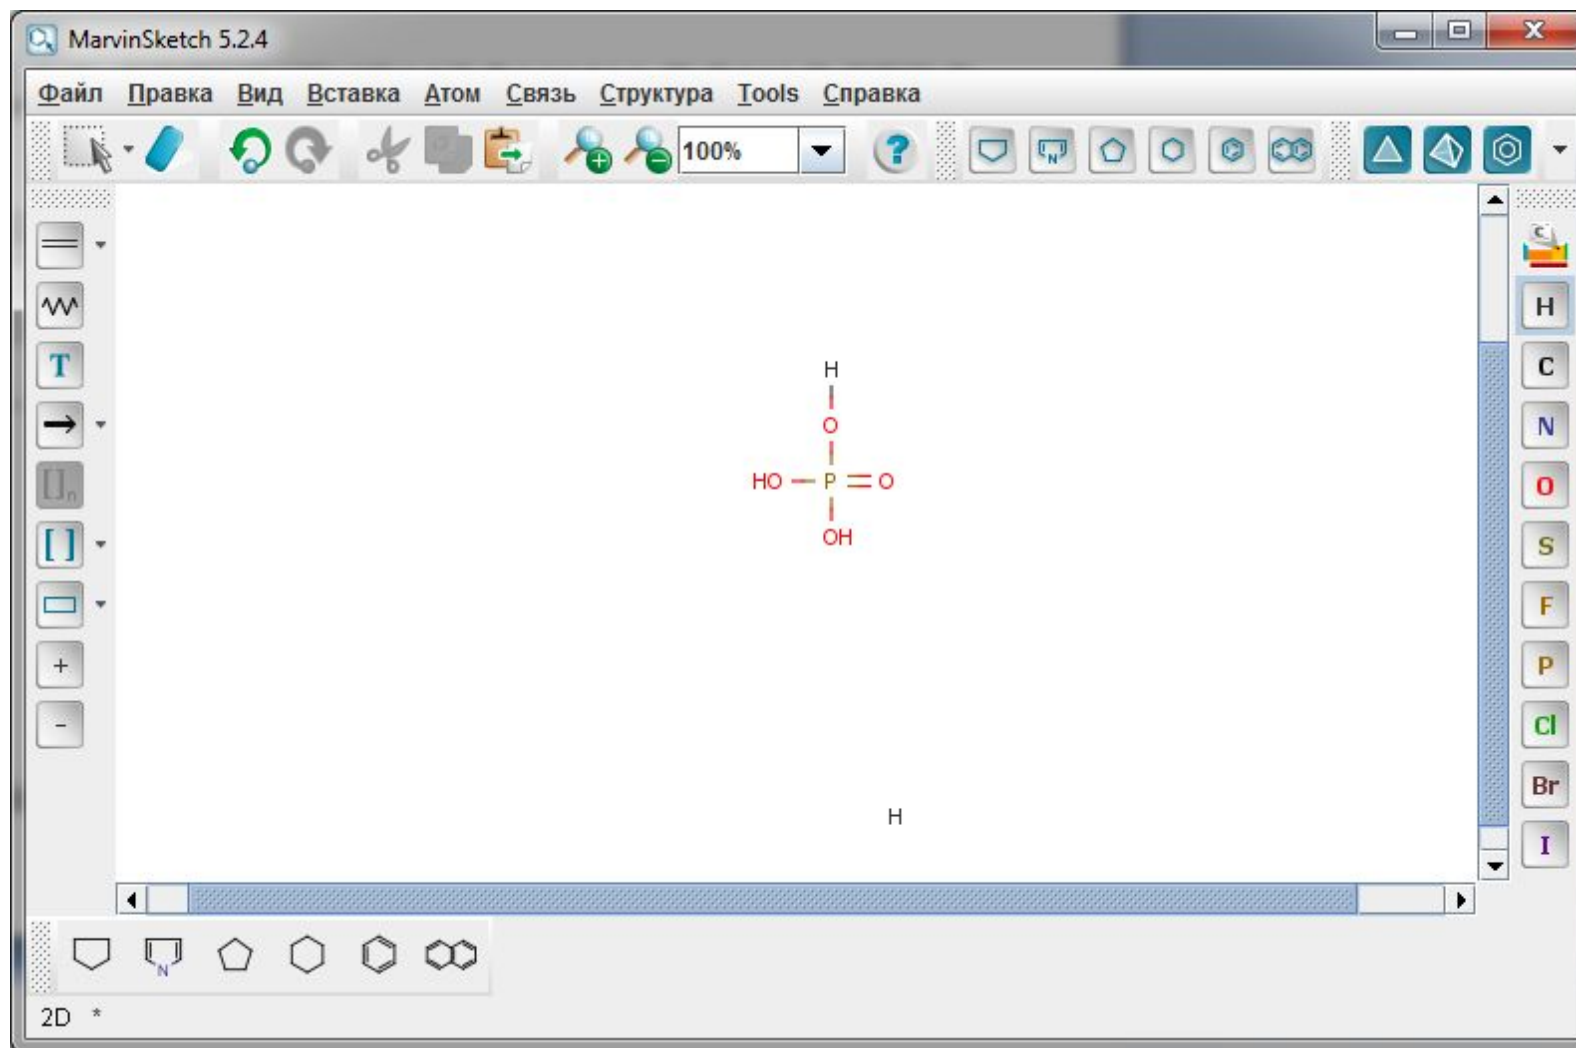 MarvinSketch 5.2.4
Файл Правка Вид Вставка Атом Связь Структура Tools Справка
100% ? N
T
[ ]n
[ ]
+
-
H
O
HO P O
OH
H
C
H
C
N
O
S
F
P
Cl
Br
I
N
2D *